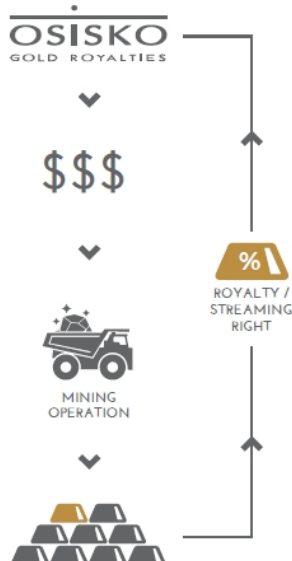 OSISKO
GOLD ROYALTIES
$$$
%
ROYALTY /
STREAMING
RIGHT
MINING
OPERATION